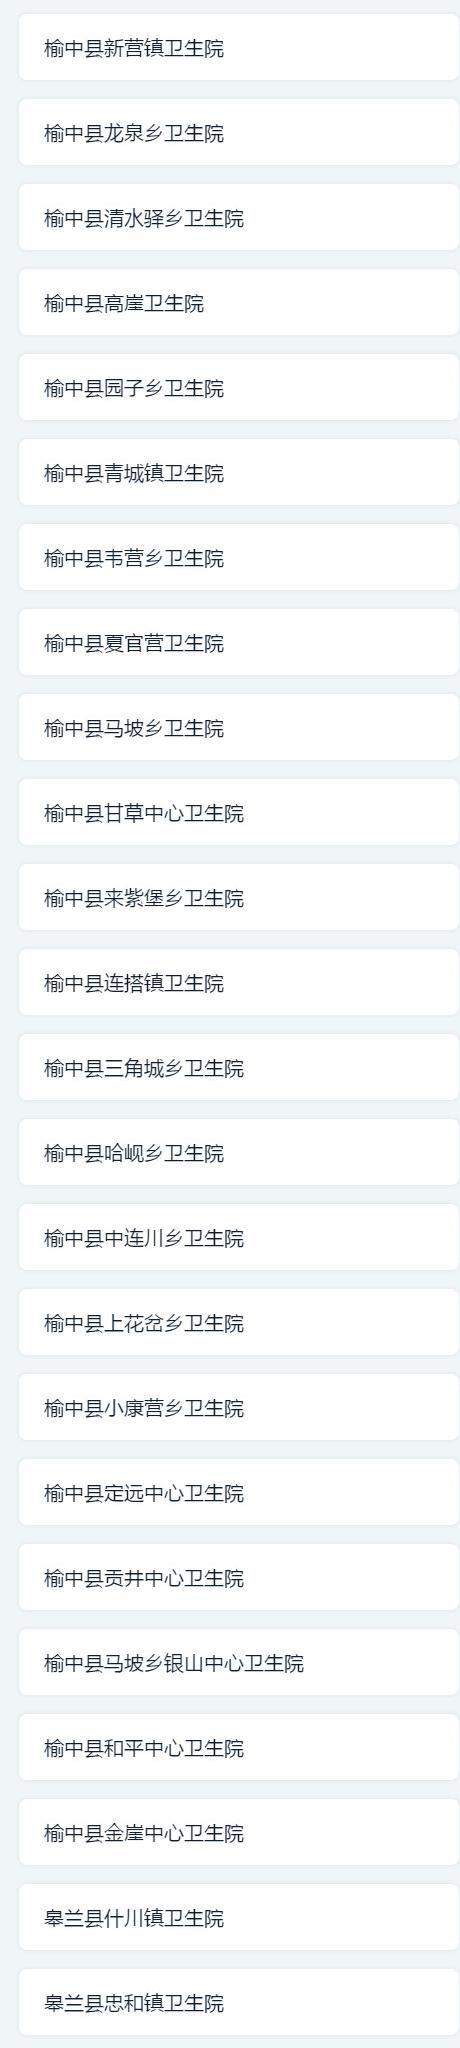 榆中县新营镇卫生院
榆中县龙泉乡卫生院
榆中县清水驿乡卫生院
榆中县高崖卫生院
榆中县园子乡卫生院
榆中县青城镇卫生院
榆中县韦营乡卫生院
榆中县夏官营卫生院
榆中县马坡乡卫生院
榆中县甘草中心卫生院
榆中县来紫堡乡卫生院
榆中县连搭镇卫生院
榆中县三角城乡卫生院
榆中县哈岘乡卫生院
榆中县中连川乡卫生院
榆中县上花岔乡卫生院
榆中县小康营乡卫生院
榆中县定远中心卫生院
榆中县贡井中心卫生院
榆中县马坡乡银山中心卫生院
榆中县和平中心卫生院
榆中县金崖中心卫生院
皋兰县什川镇卫生院
皋兰县忠和镇卫生院